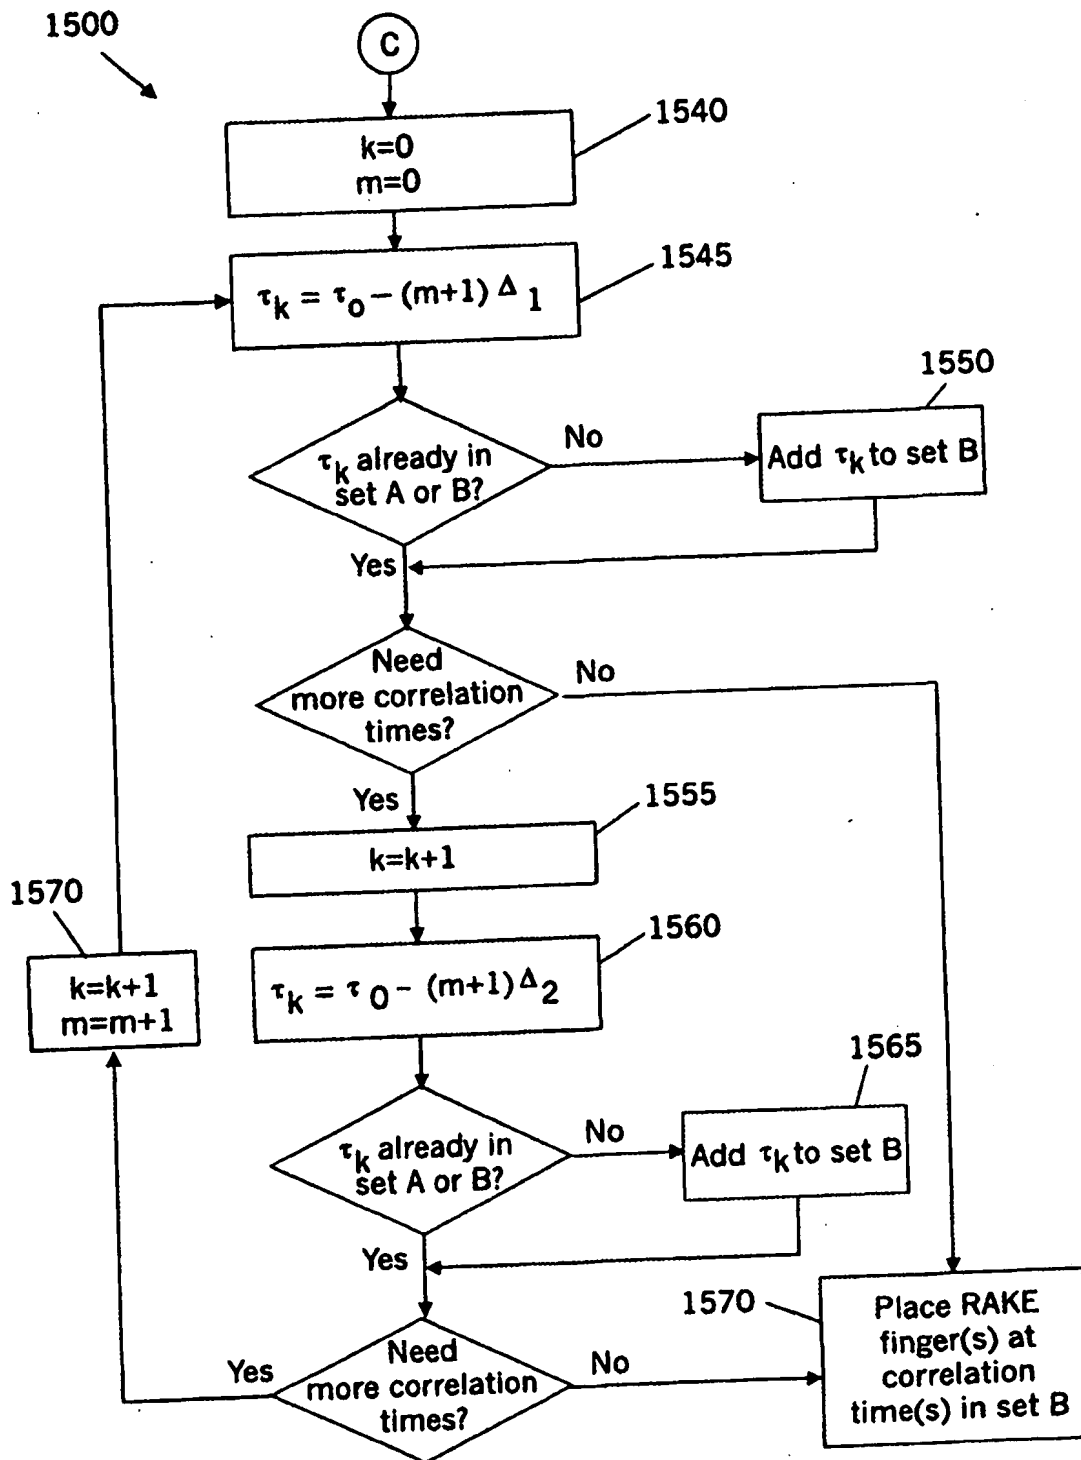 1500
C
1540
k=0
m=0
1545
τk = τo - (m+1) Δ1
1550
τk already in
set A or B?
No
Add τk to set B
Yes
Need
more correlation
times?
No
Yes
1555
k=k+1
1570
k=k+1
m=m+1
1560
τk = τ0 - (m+1) Δ2
1565
τk already in
set A or B?
No
Add τk to set B
Yes
1570
Place RAKE
finger(s) at
correlation
time(s) in set B
Need
more correlation
times?
Yes
No